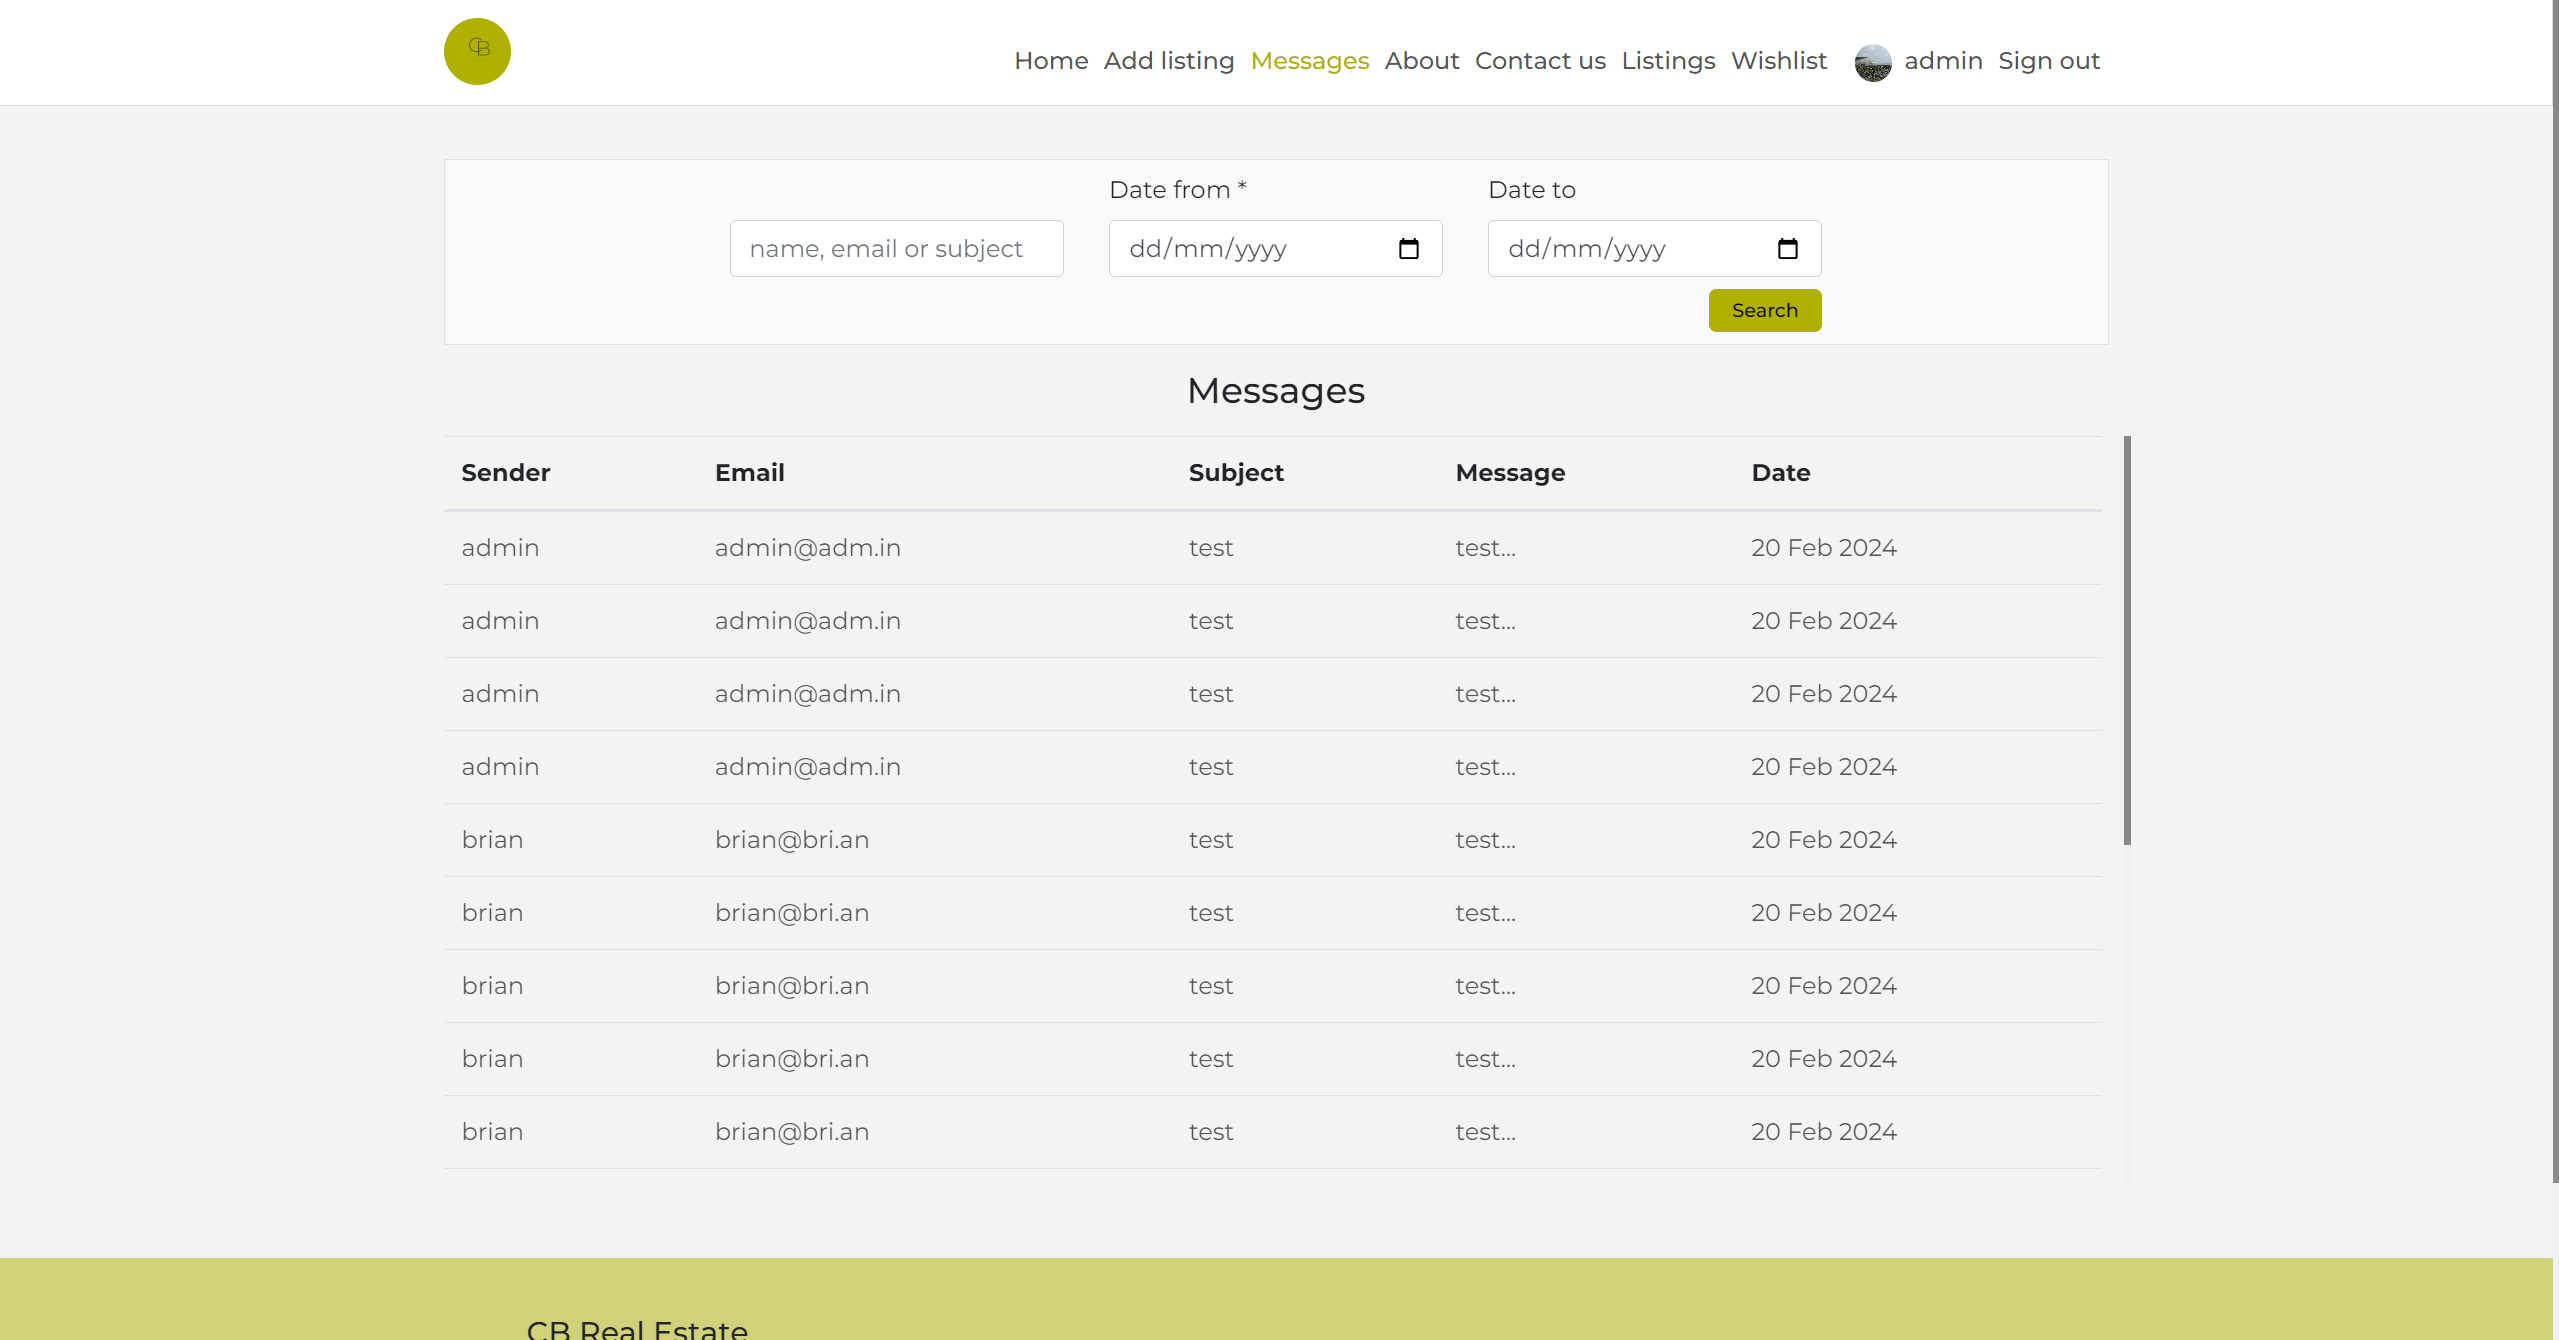 CB
Home Add listing Messages About Contact us Listings Wishlist admin Sign out
Date from * Date to
name, email or subject dd/mm/yyyy dd/mm/yyyy
Search
Messages
Sender Email Subject Message Date
admin admin@adm.in test test... 20 Feb 2024
admin admin@adm.in test test... 20 Feb 2024
admin admin@adm.in test test... 20 Feb 2024
admin admin@adm.in test test... 20 Feb 2024
brian brian@bri.an test test... 20 Feb 2024
brian brian@bri.an test test... 20 Feb 2024
brian brian@bri.an test test... 20 Feb 2024
brian brian@bri.an test test... 20 Feb 2024
brian brian@bri.an test test... 20 Feb 2024
CB Real Estate